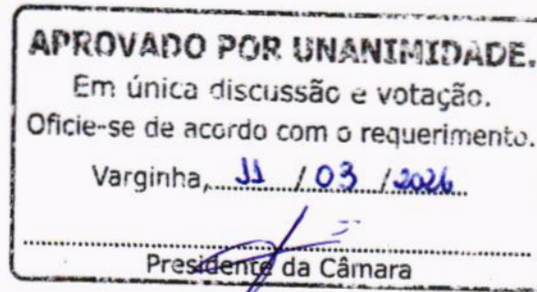 APROVADO POR UNANIMIDADE.
Em única discussão e votação.
Oficie-se de acordo com o requerimento.
Varginha, 11 / 03 / 2026
Presidente da Câmara